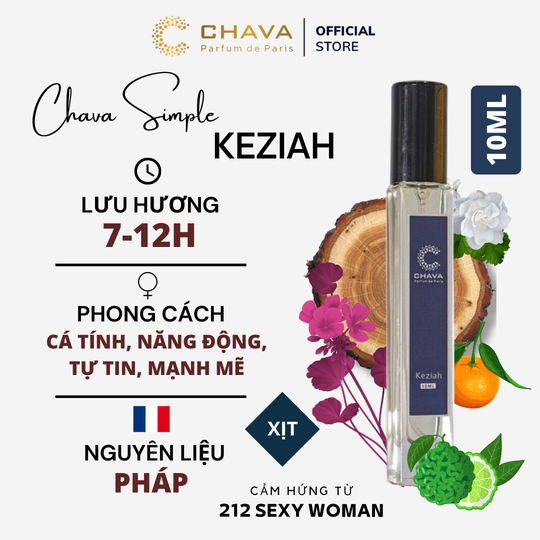 CHAVA
Parfum de Paris
OFFICIAL
STORE
Chava Simple
KEZIAH
10ML
LƯU HƯƠNG
7-12H
PHONG CÁCH
CÁ TÍNH, NĂNG ĐỘNG,
TỰ TIN, MẠNH MẼ
NGUYÊN LIỆU
PHÁP
XỊT
CẢM HỨNG TỪ
212 SEXY WOMAN
CHAVA
Parfum de Paris
Keziah
10ML